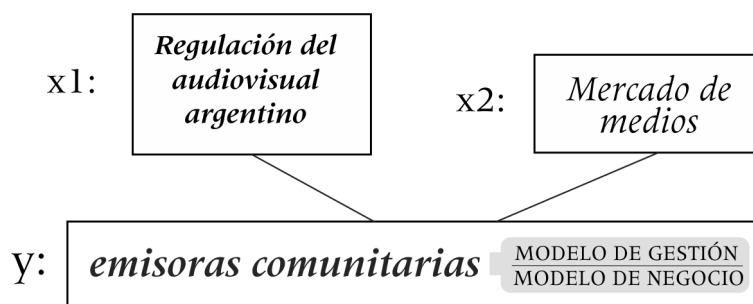 x1:
Regulación del
audiovisual
argentino
x2:
Mercado de
medios
y:
emisoras comunitarias
MODELO DE GESTIÓN
MODELO DE NEGOCIO